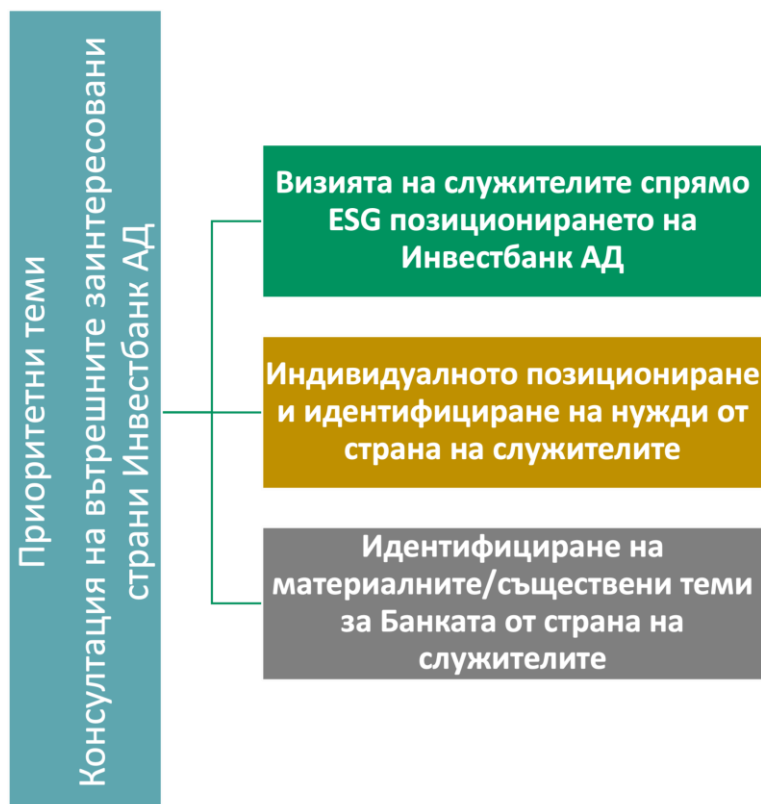 Приоритетни теми
Консултация на вътрешните заинтересовани
страни Инвестбанк АД
Визията на служителите спрямо
ESG позиционирането на
Инвестбанк АД
Индивидуалното позициониране
и идентифициране на нужди от
страна на служителите
Идентифициране на
материалните/съществени теми
за Банката от страна на
служителите